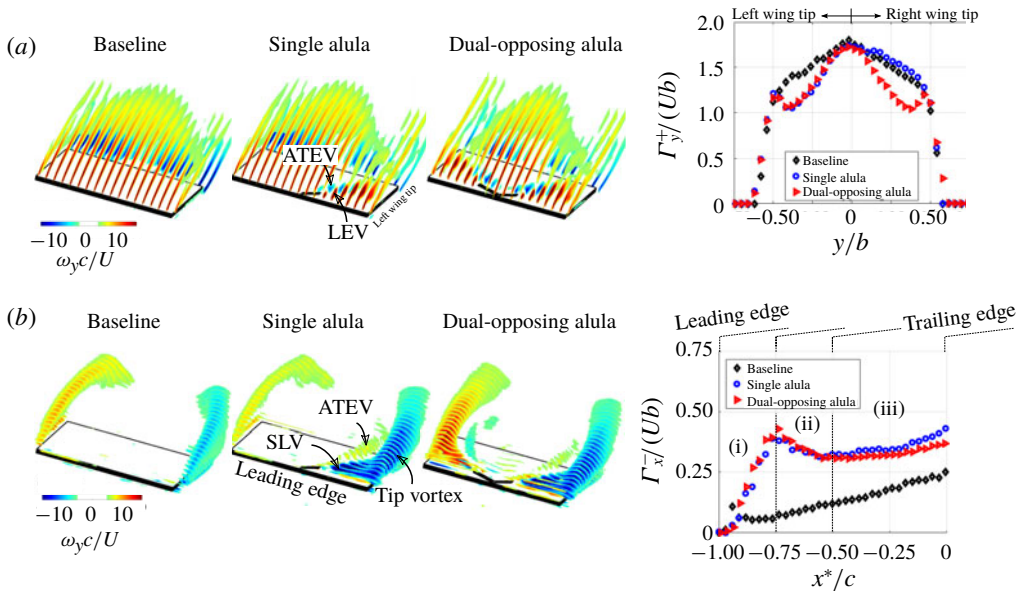 (a)
Baseline
Single alula
Dual-opposing alula
ATEV
LEV
Left wing tip
−10 0 10
ω_y c/U
Left wing tip
Right wing tip
2.0
1.5
1.0
0.5
0
Γ_y^+/(Ub)
Baseline
Single alula
Dual-opposing alula
−0.50 0 0.50
y/b
(b)
Baseline
Single alula
Dual-opposing alula
ATEV
SLV
Leading edge
Tip vortex
−10 0 10
ω_y c/U
Leading edge
Trailing edge
0.75
0.50
0.25
0
Γ_x^−/(Ub)
Baseline
Single alula
Dual-opposing alula
(i)
(ii)
(iii)
−1.00 −0.75 −0.50 −0.25 0
x*/c